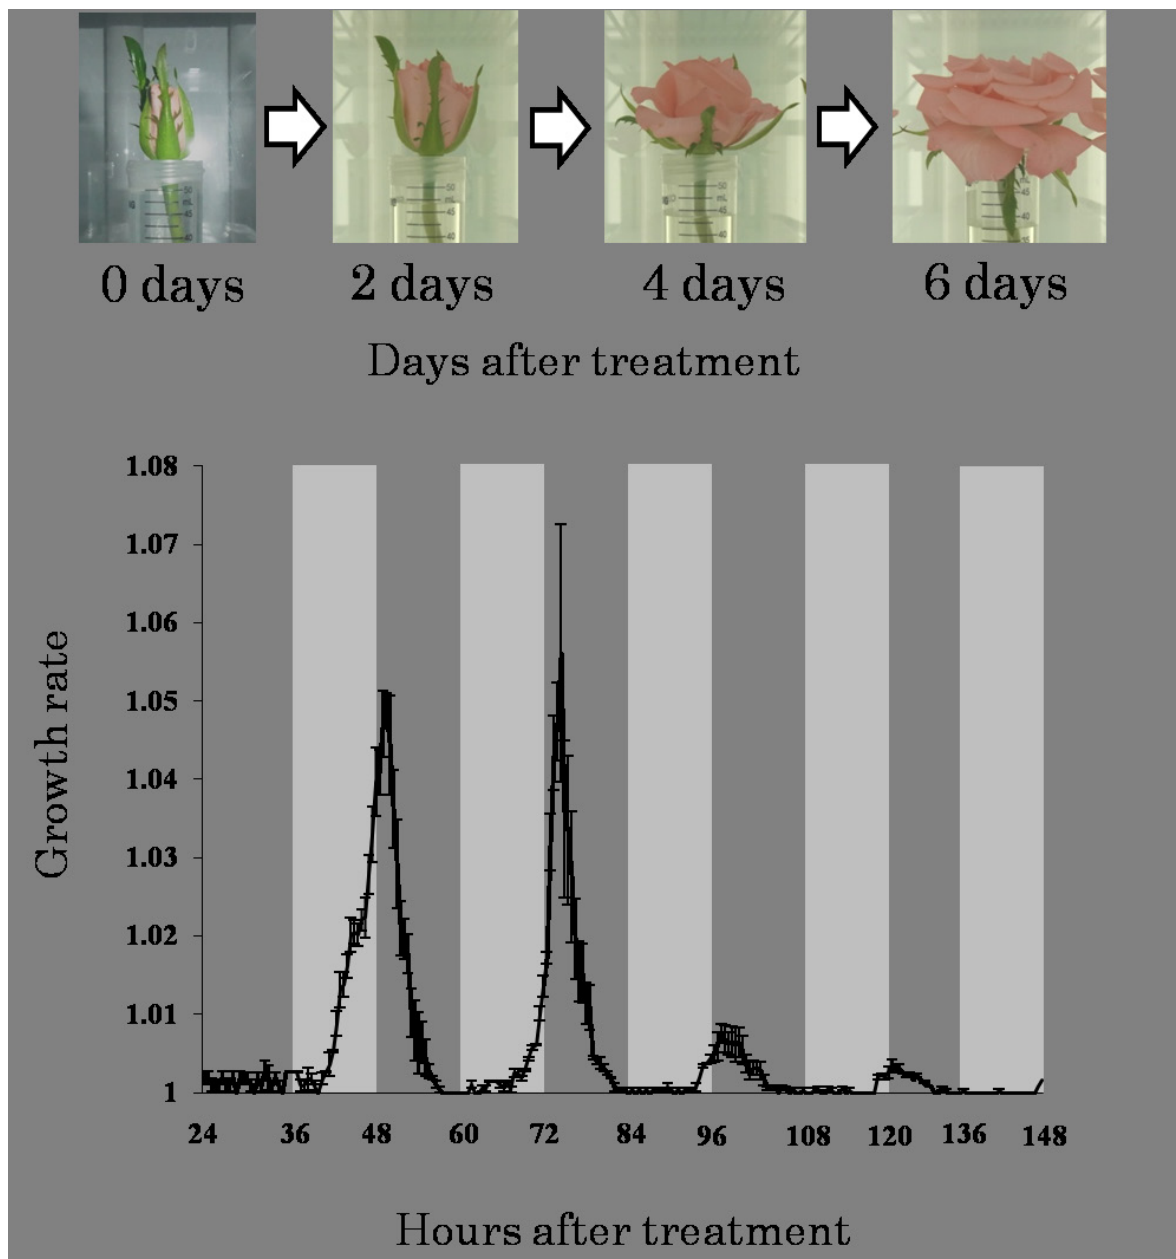 0 days
2 days
4 days
6 days
Days after treatment
1.08
1.07
1.06
1.05
1.04
1.03
1.02
1.01
1
Growth rate
24 36 48 60 72 84 96 108 120 136 148
Hours after treatment